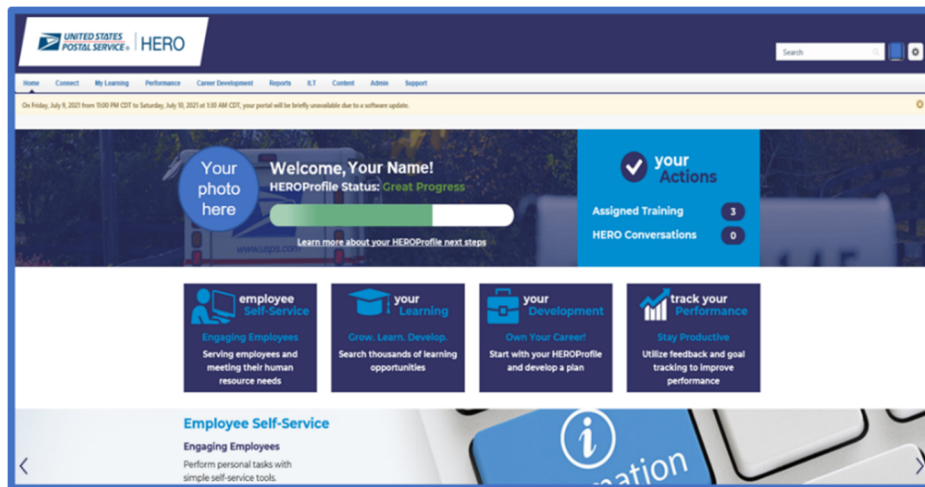 UNITED STATES
POSTAL SERVICE®
HERO
Search
Home Connect My Learning Performance Career Development Reports ILT Content Admin Support
On Friday, July 9, 2021 from 11:00 PM CDT to Saturday, July 10, 2021 at 1:30 AM CDT, your portal will be briefly unavailable due to a software update.
Your
photo
here
Welcome, Your Name!
HEROProfile Status: Great Progress
Learn more about your HEROProfile next steps
www.usps.com
your
Actions
Assigned Training 3
HERO Conversations 0
employee
Self-Service
Engaging Employees
Serving employees and
meeting their human
resource needs
your
Learning
Grow. Learn. Develop.
Search thousands of learning
opportunities
your
Development
Own Your Career!
Start with your HEROProfile
and develop a plan
track your
Performance
Stay Productive
Utilize feedback and goal
tracking to improve
performance
Employee Self-Service
Engaging Employees
Perform personal tasks with
simple self-service tools.
mation